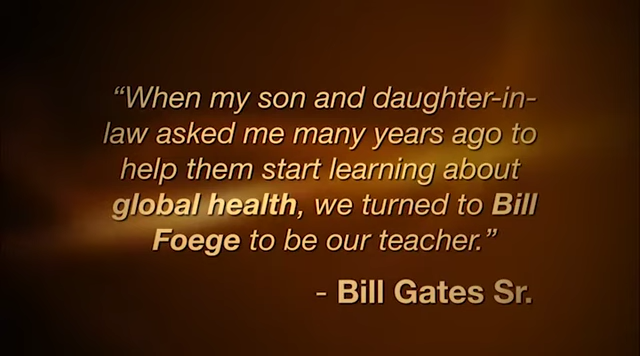 “When my son and daughter-in-
law asked me many years ago to
help them start learning about
global health, we turned to Bill
Foege to be our teacher.”
- Bill Gates Sr.